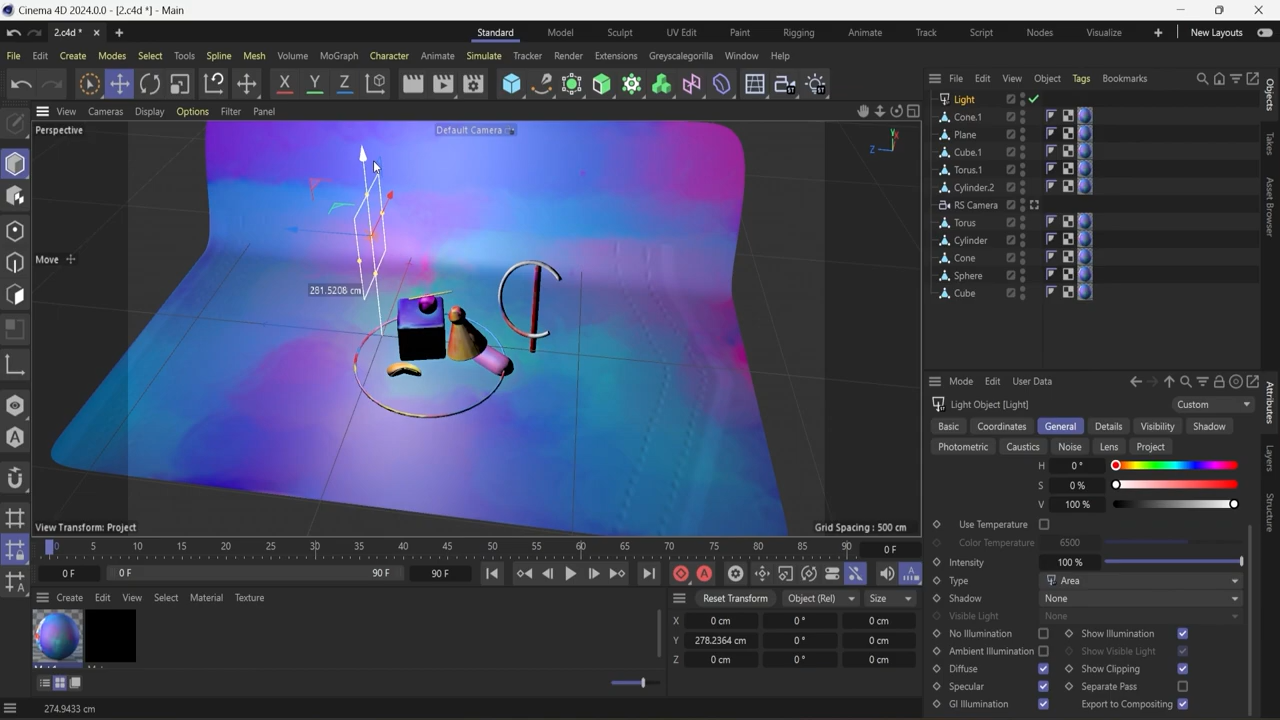 Cinema 4D 2024.0.0 - [2.c4d *] - Main
2.c4d * Standard Model Sculpt UV Edit Paint Rigging Animate Track Script Nodes Visualize New Layouts
File Edit Create Modes Select Tools Spline Mesh Volume MoGraph Character Animate Simulate Tracker Render Extensions Greyscalegorilla Window Help
File Edit View Object Tags Bookmarks
View Cameras Display Options Filter Panel
Perspective
Default Camera
Y
Z
Move
281.5208 cm
View Transform: Project
Grid Spacing : 500 cm
Light
Cone.1
Plane
Cube.1
Torus.1
Cylinder.2
RS Camera
Torus
Cylinder
Cone
Sphere
Cube
Objects
Takes
Asset Browser
Attributes
Layers
Structure
Mode Edit User Data
Light Object [Light] Custom
Basic Coordinates General Details Visibility Shadow
Photometric Caustics Noise Lens Project
H 0 °
S 0 %
V 100 %
Use Temperature
Color Temperature 6500
Intensity 100 %
Type Area
Shadow None
Visible Light None
No Illumination Show Illumination
Ambient Illumination Show Visible Light
Diffuse Show Clipping
Specular Separate Pass
GI Illumination Export to Compositing
0 5 10 15 20 25 30 35 40 45 50 55 60 65 70 75 80 85 90 0 F
0 F 0 F 90 F 90 F
Create Edit View Select Material Texture
Reset Transform Object (Rel) Size
X 0 cm 0 ° 0 cm
Y 278.2364 cm 0 ° 0 cm
Z 0 cm 0 ° 0 cm
274.9433 cm